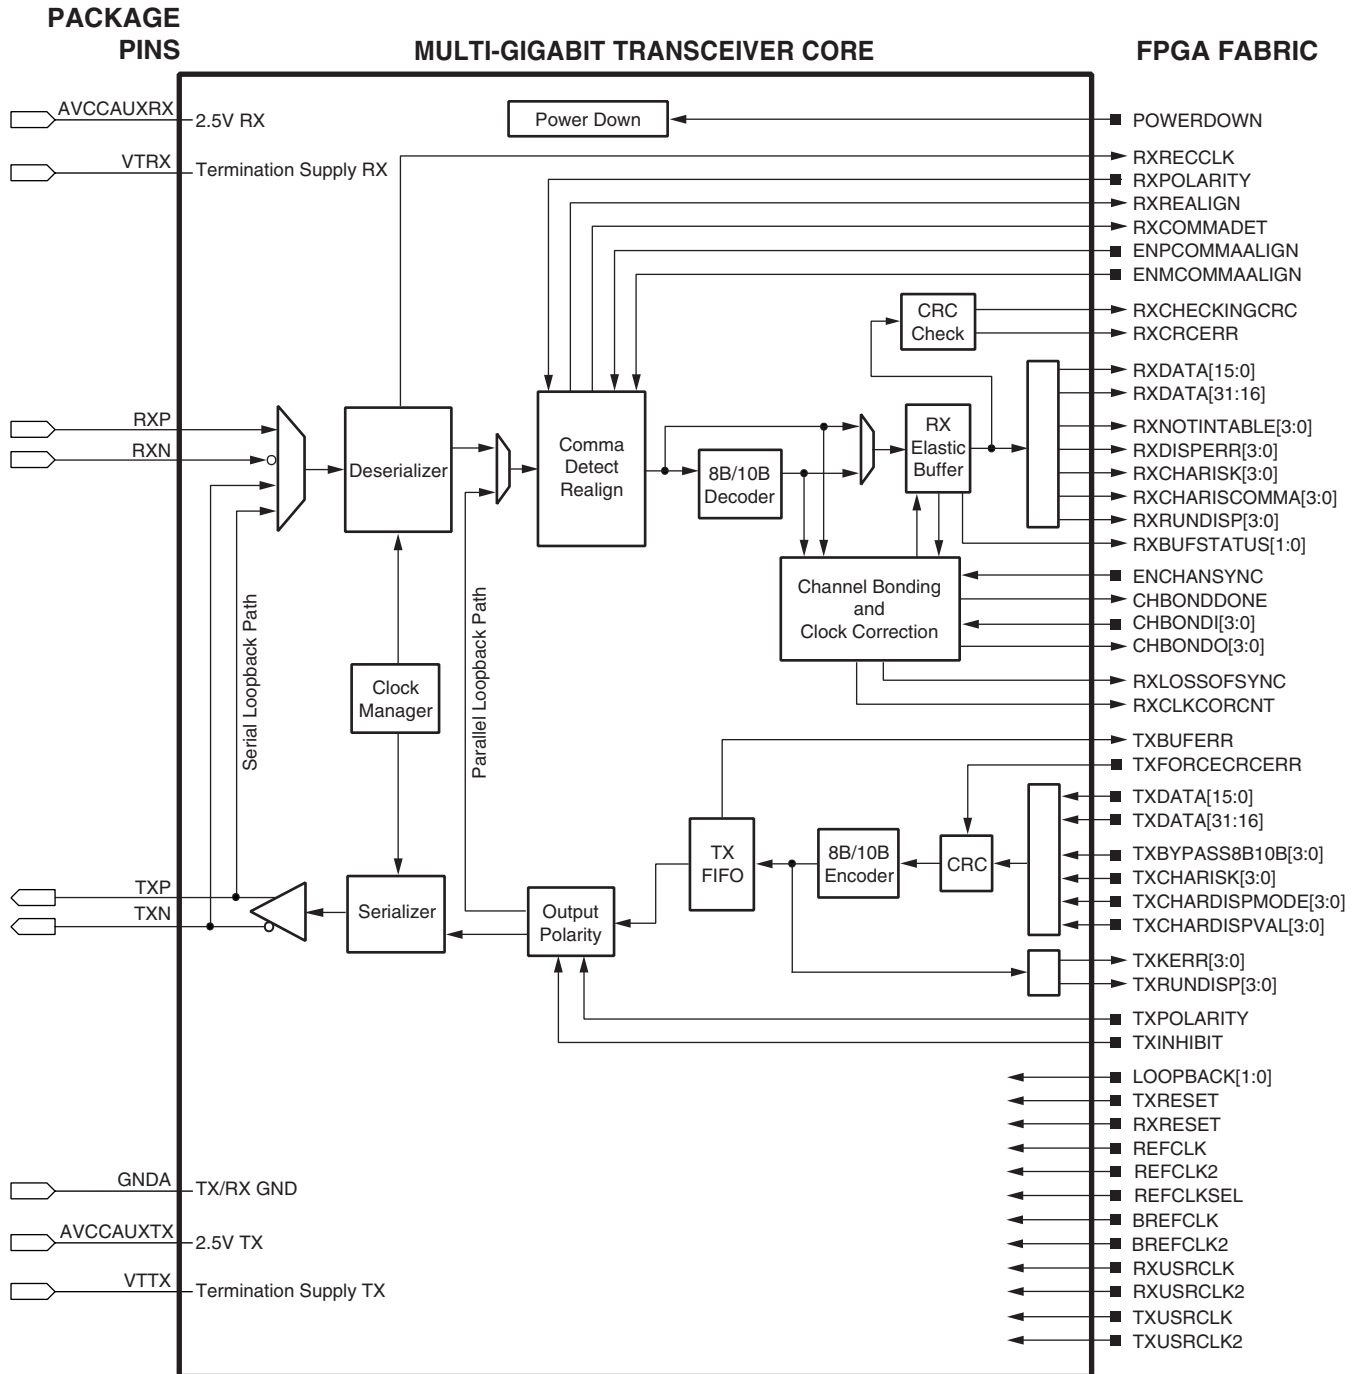 PACKAGE PINS
MULTI-GIGABIT TRANSCEIVER CORE
FPGA FABRIC
AVCCAUXRX
2.5V RX
VTRX
Termination Supply RX
RXP
RXN
TXP
TXN
GNDA
TX/RX GND
AVCCAUXTX
2.5V TX
VTTX
Termination Supply TX
Power Down
Deserializer
Comma
Detect
Realign
8B/10B
Decoder
RX
Elastic
Buffer
CRC
Check
Channel Bonding
and
Clock Correction
Clock
Manager
Serial Loopback Path
Parallel Loopback Path
TX
FIFO
8B/10B
Encoder
CRC
Output
Polarity
Serializer
POWERDOWN
RXRECCLK
RXPOLARITY
RXREALIGN
RXCOMMADET
ENPCOMMAALIGN
ENMCOMMAALIGN
RXCHECKINGCRC
RXCRCERR
RXDATA[15:0]
RXDATA[31:16]
RXNOTINTABLE[3:0]
RXDISPERR[3:0]
RXCHARISK[3:0]
RXCHARISCOMMA[3:0]
RXRUNDISP[3:0]
RXBUFSTATUS[1:0]
ENCHANSYNC
CHBONDDONE
CHBONDI[3:0]
CHBONDO[3:0]
RXLOSSOFSYNC
RXCLKCORCNT
TXBUFERR
TXFORCECRCERR
TXDATA[15:0]
TXDATA[31:16]
TXBYPASS8B10B[3:0]
TXCHARISK[3:0]
TXCHARDISPMODE[3:0]
TXCHARDISPVAL[3:0]
TXKERR[3:0]
TXRUNDISP[3:0]
TXPOLARITY
TXINHIBIT
LOOPBACK[1:0]
TXRESET
RXRESET
REFCLK
REFCLK2
REFCLKSEL
BREFCLK
BREFCLK2
RXUSRCLK
RXUSRCLK2
TXUSRCLK
TXUSRCLK2